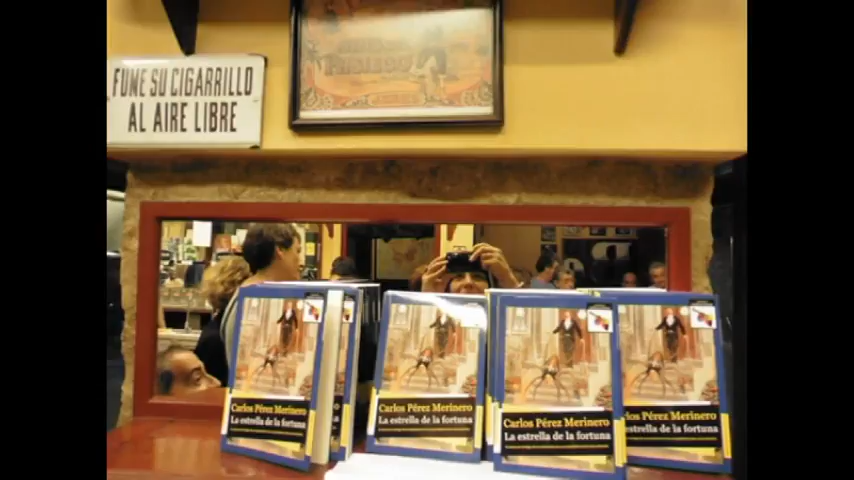 FUME SU CIGARRILLO
AL AIRE LIBRE
Carlos Pérez Merinero
La estrella de la fortuna
Carlos Pérez Merinero
La estrella de la fortuna
Carlos Pérez Merinero
La estrella de la fortuna
Pérez Merinero
estrella de la fortuna